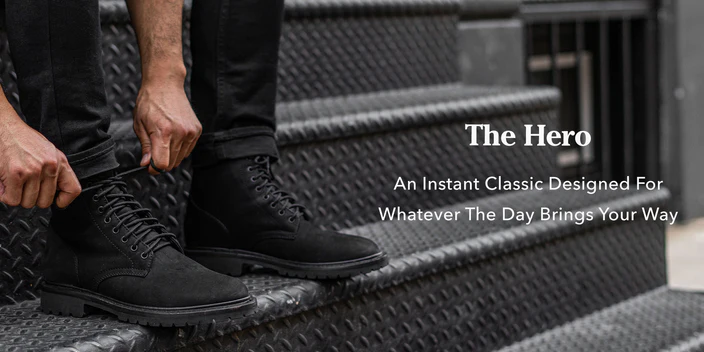 The Hero
An Instant Classic Designed For
Whatever The Day Brings Your Way